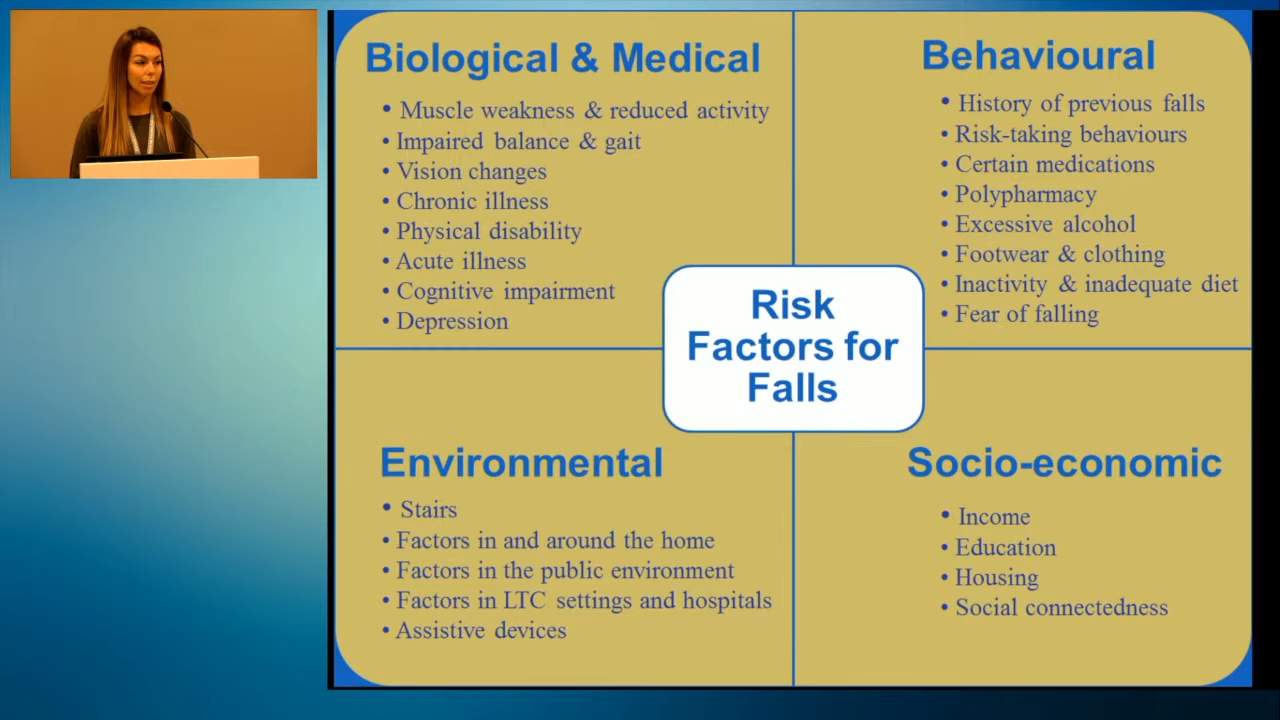 Biological & Medical
• Muscle weakness & reduced activity
• Impaired balance & gait
• Vision changes
• Chronic illness
• Physical disability
• Acute illness
• Cognitive impairment
• Depression
Behavioural
• History of previous falls
• Risk-taking behaviours
• Certain medications
• Polypharmacy
• Excessive alcohol
• Footwear & clothing
• Inactivity & inadequate diet
• Fear of falling
Risk
Factors for
Falls
Environmental
• Stairs
• Factors in and around the home
• Factors in the public environment
• Factors in LTC settings and hospitals
• Assistive devices
Socio-economic
• Income
• Education
• Housing
• Social connectedness